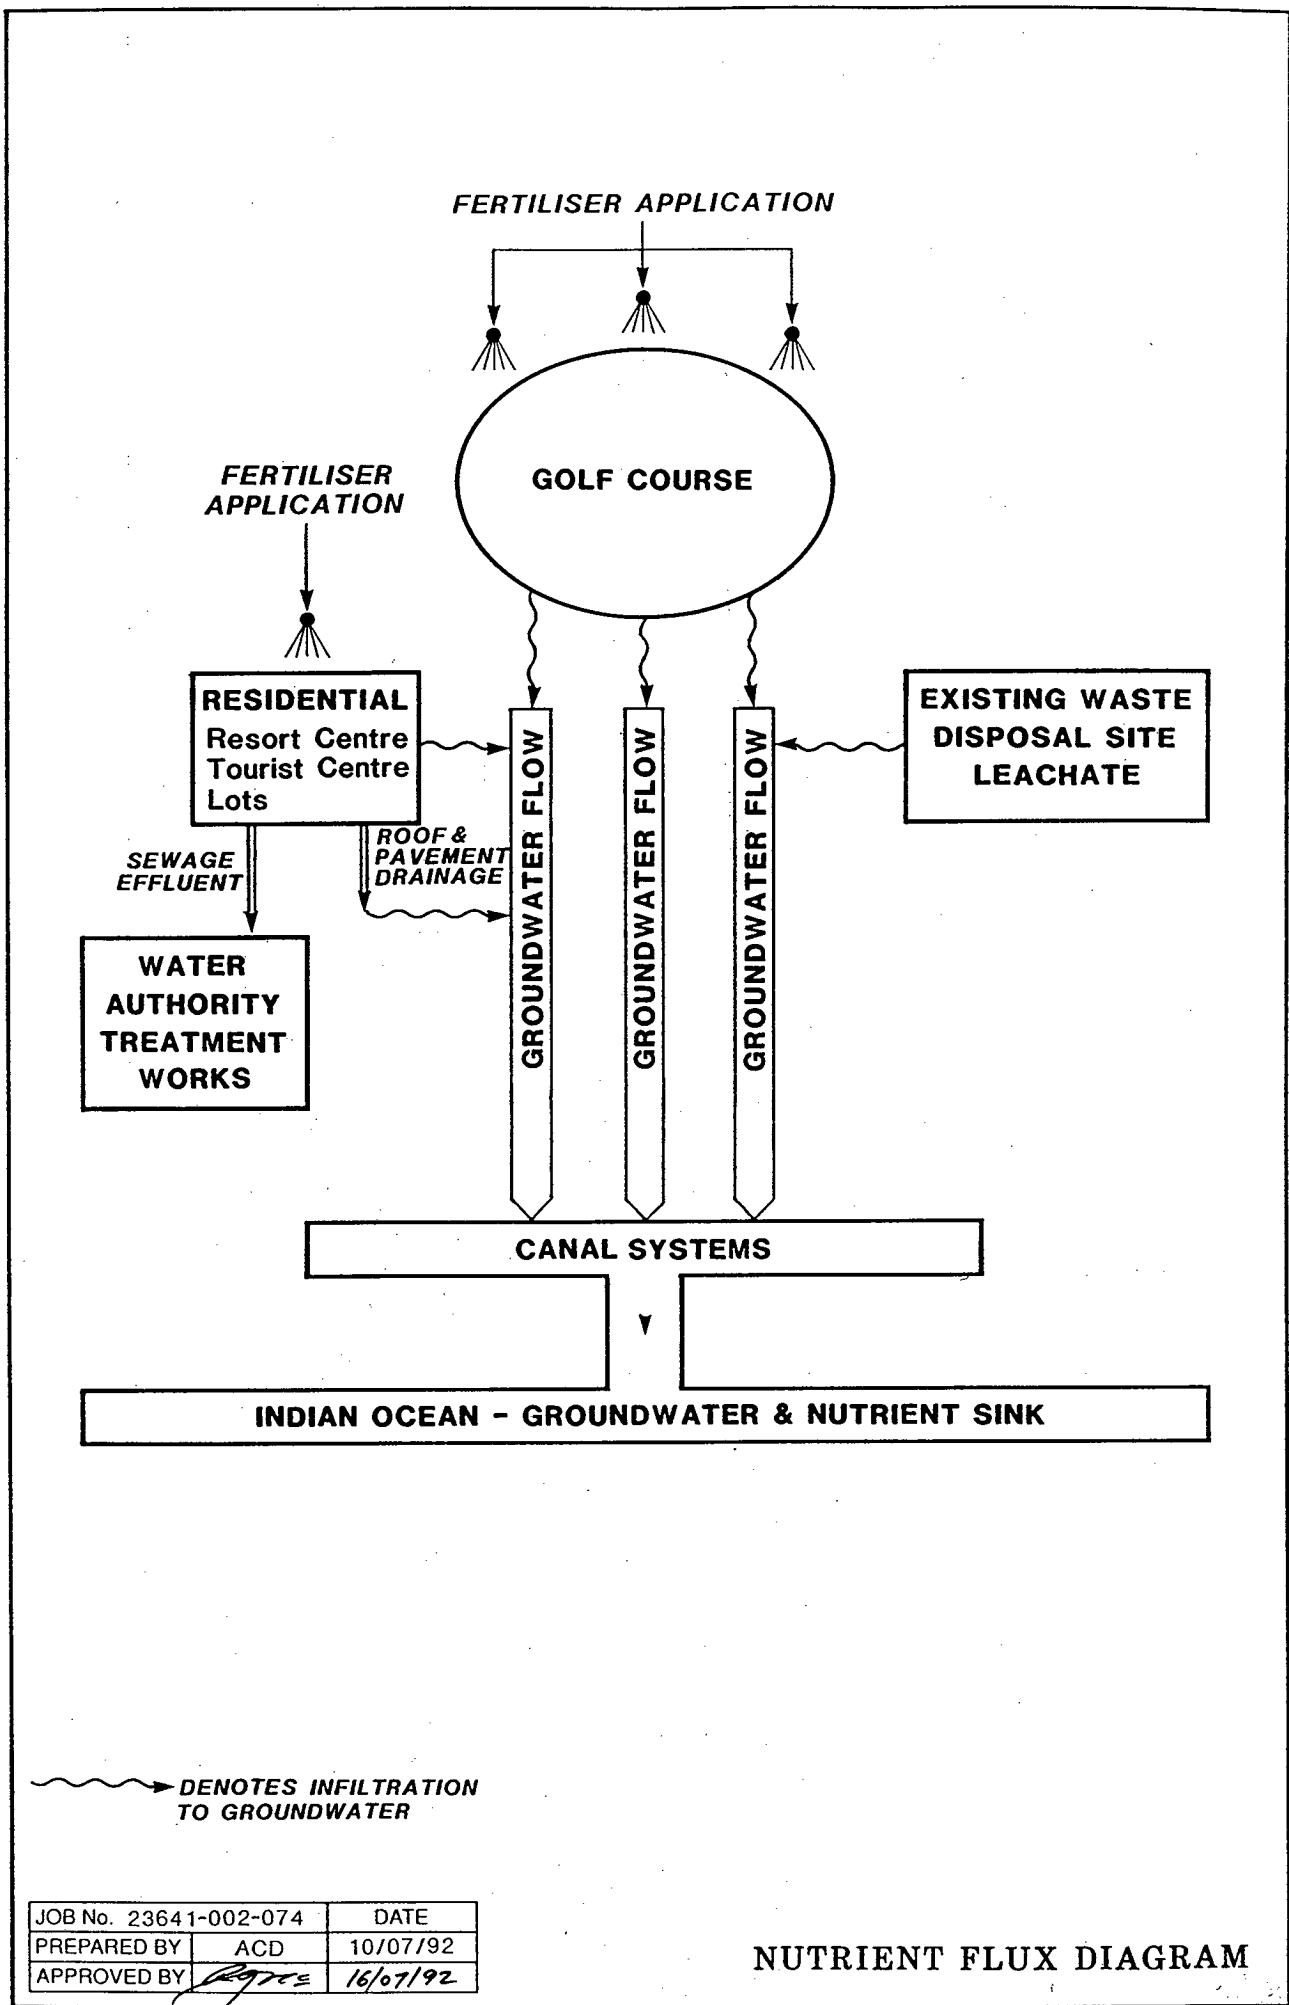 FERTILISER APPLICATION
GOLF COURSE
FERTILISER
APPLICATION
RESIDENTIAL
Resort Centre
Tourist Centre
Lots
EXISTING WASTE
DISPOSAL SITE
LEACHATE
SEWAGE
EFFLUENT
ROOF &
PAVEMENT
DRAINAGE
GROUNDWATER FLOW
GROUNDWATER FLOW
GROUNDWATER FLOW
WATER
AUTHORITY
TREATMENT
WORKS
CANAL SYSTEMS
INDIAN OCEAN - GROUNDWATER & NUTRIENT SINK
DENOTES INFILTRATION
TO GROUNDWATER
JOB No. 23641-002-074 DATE
PREPARED BY ACD 10/07/92
APPROVED BY 16/07/92
NUTRIENT FLUX DIAGRAM